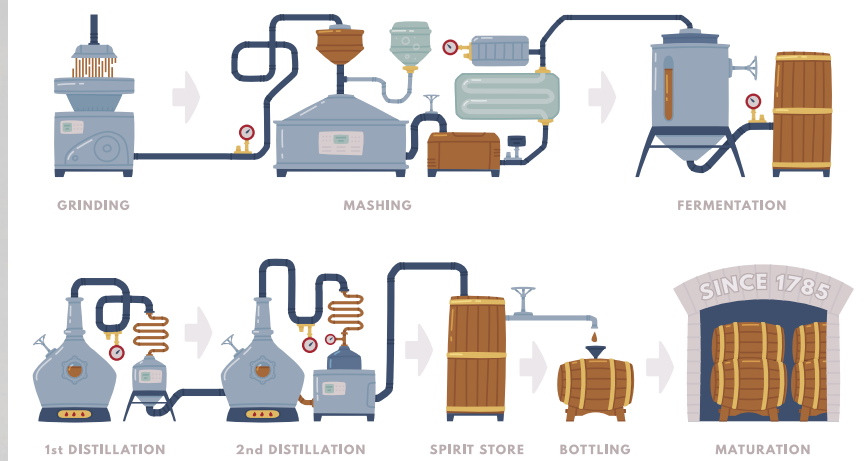 GRINDING
MASHING
FERMENTATION
SINCE 1785
1st DISTILLATION
2nd DISTILLATION
SPIRIT STORE
BOTTLING
MATURATION